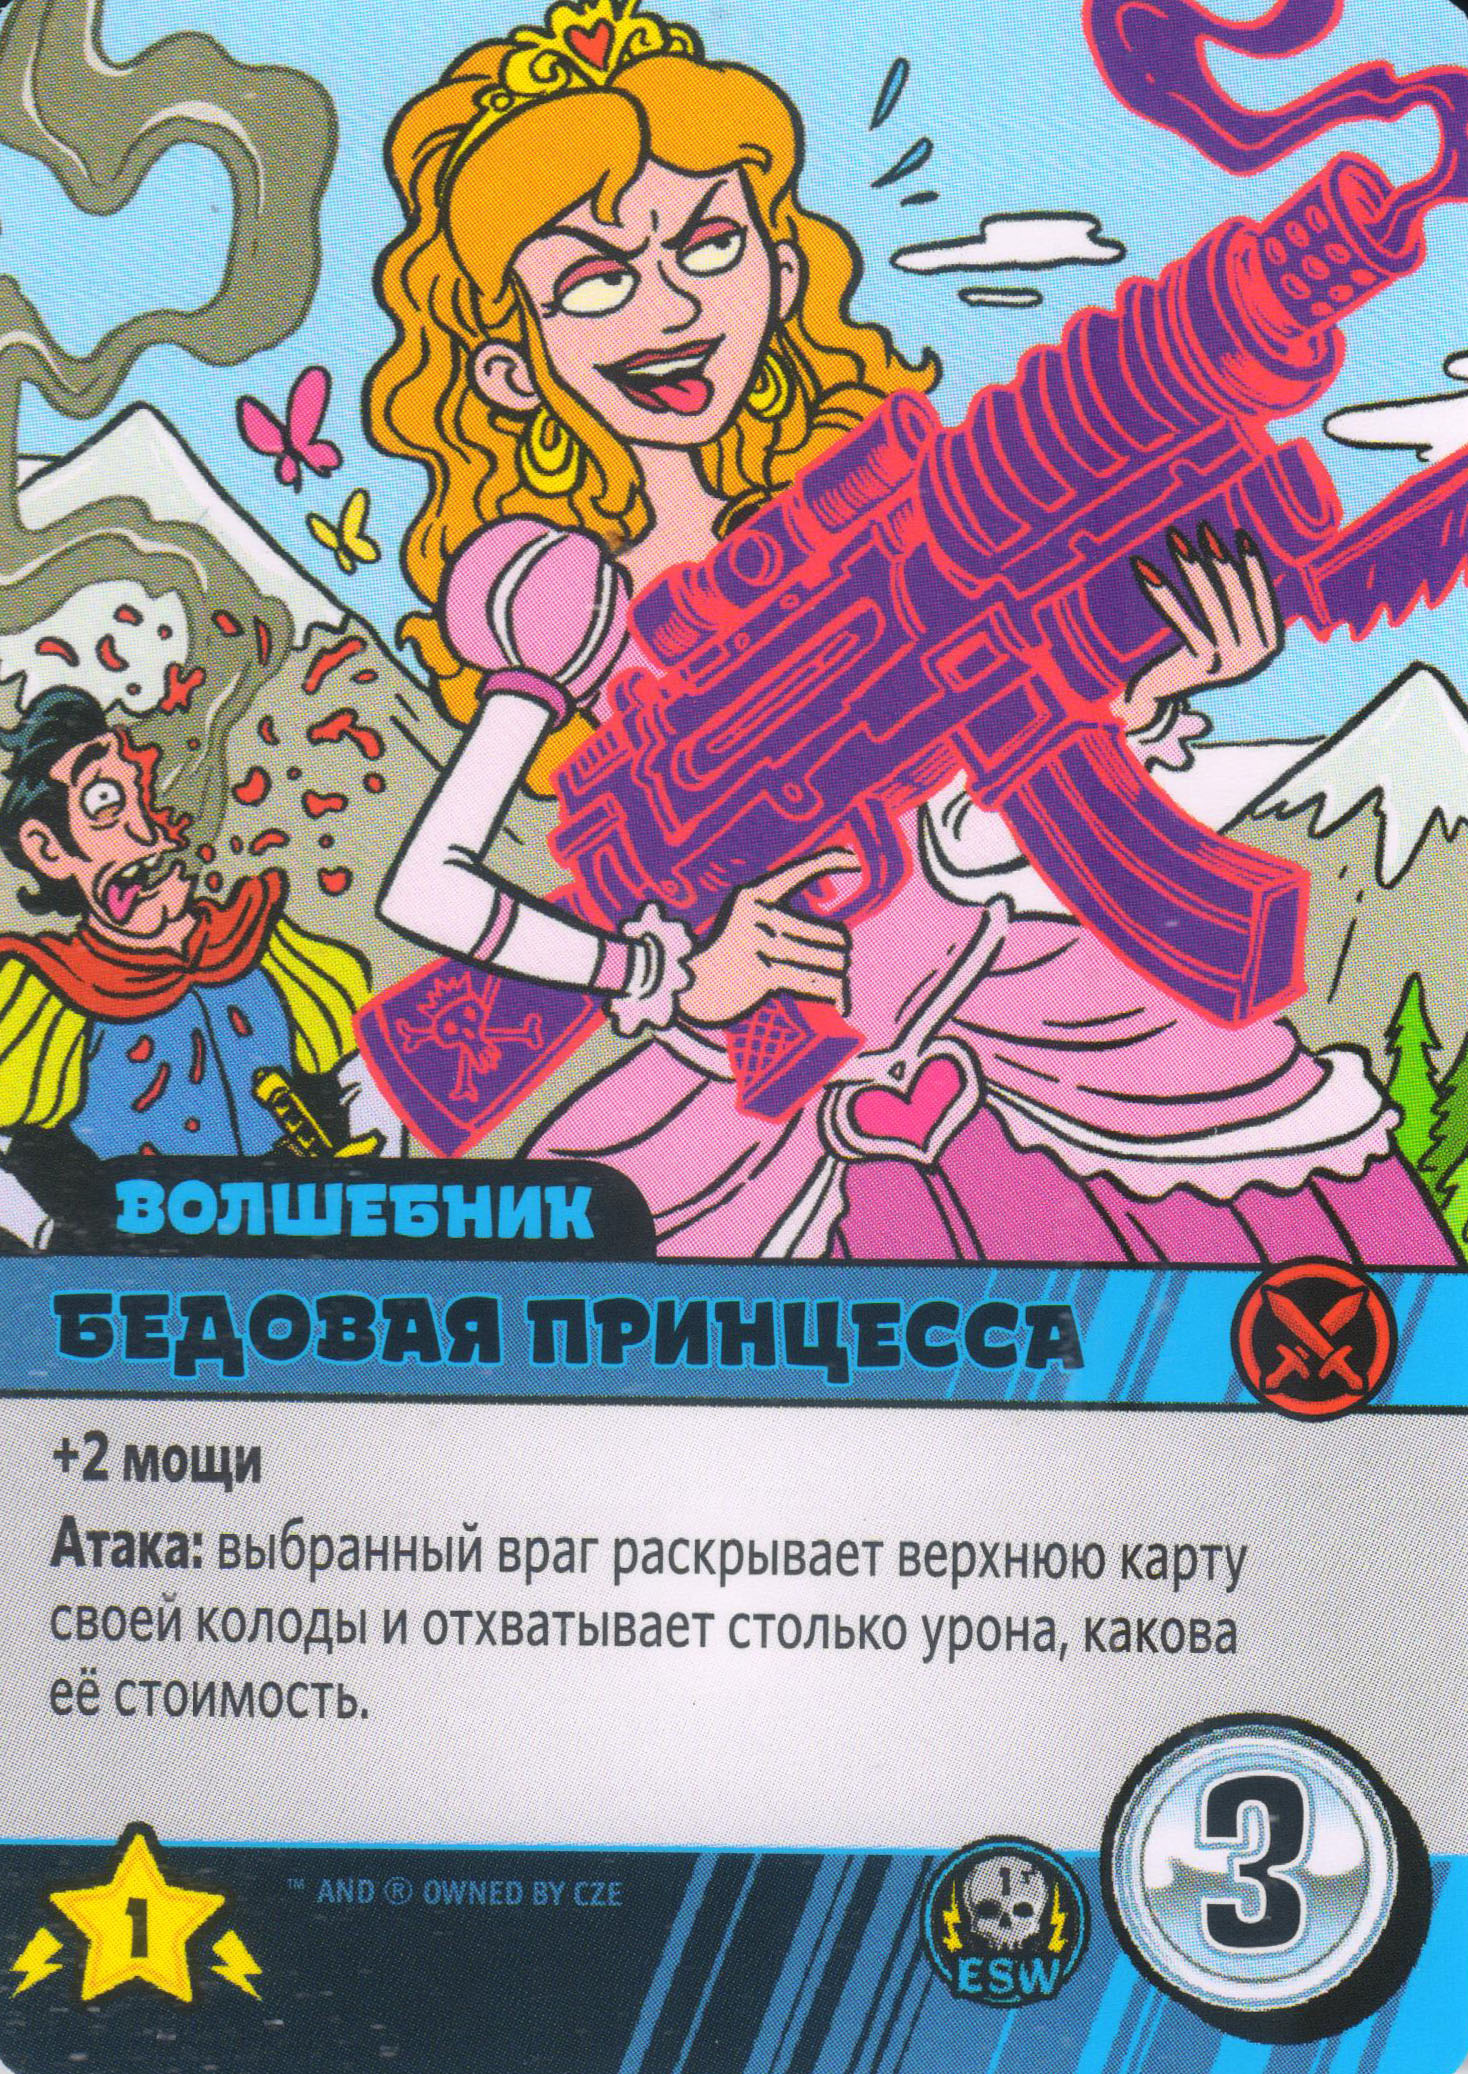 ВОЛШЕБНИК
БЕДОВАЯ ПРИНЦЕССА
+2 мощи
Атака: выбранный враг раскрывает верхнюю карту
своей колоды и отхватывает столько урона, какова
её стоимость.
1
™ AND ® OWNED BY CZE
1
ESW
3